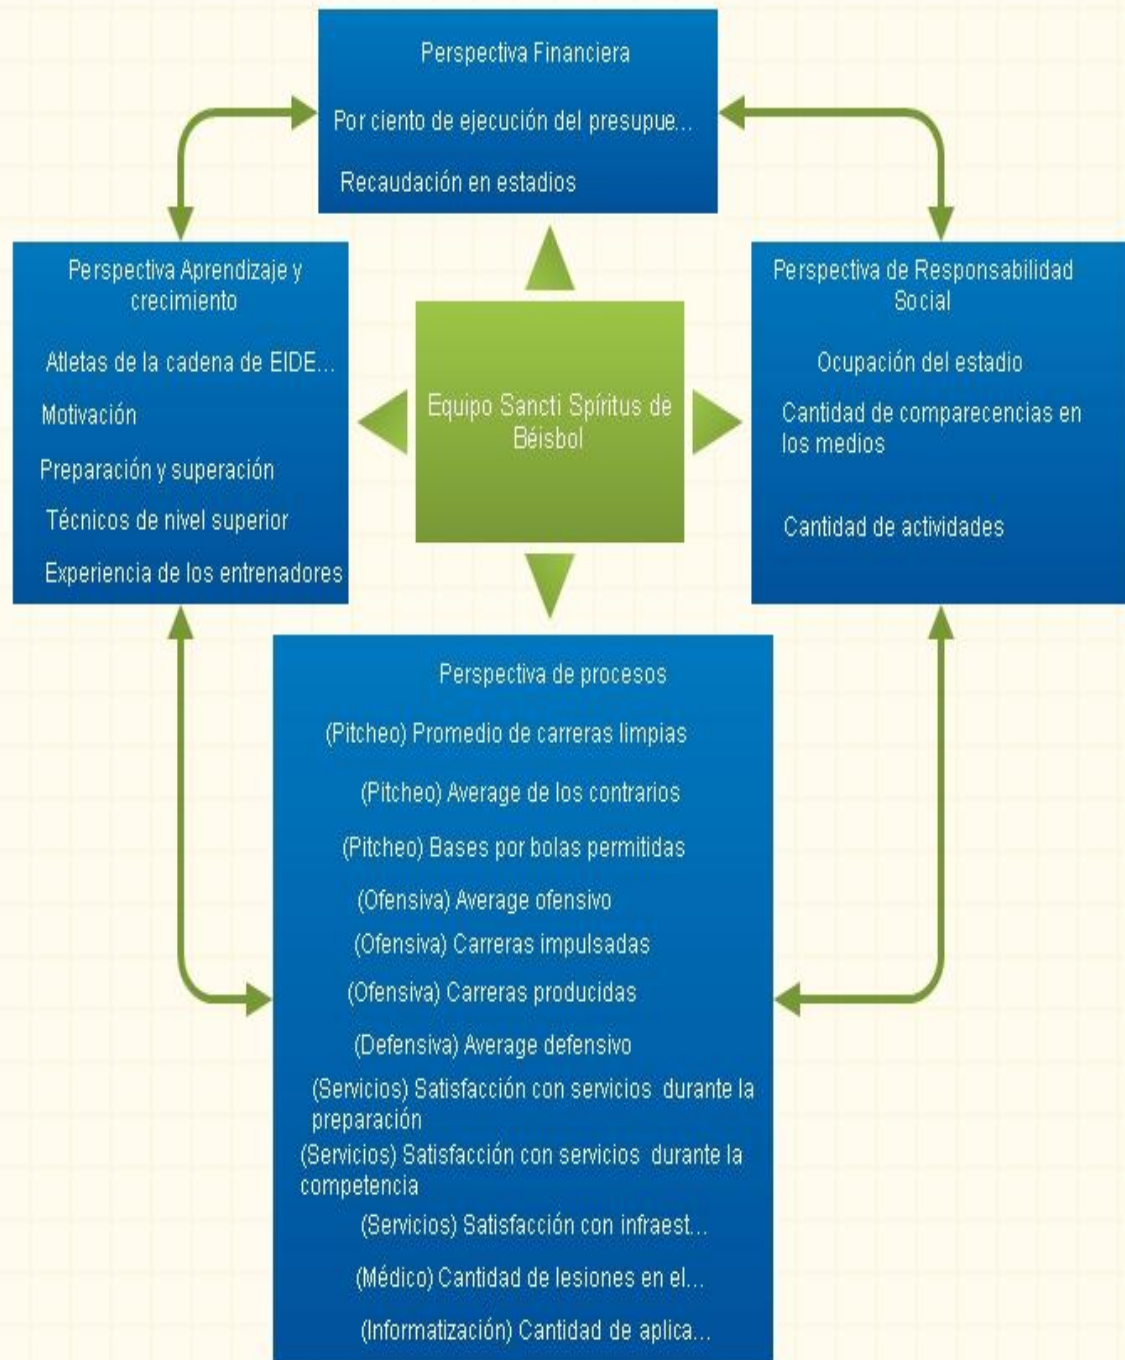 Perspectiva Financiera
Por ciento de ejecución del presupue...
Recaudación en estadios
Perspectiva Aprendizaje y
crecimiento
Atletas de la cadena de EIDE...
Motivación
Preparación y superación
Técnicos de nivel superior
Experiencia de los entrenadores
Equipo Sancti Spíritus de
Béisbol
Perspectiva de Responsabilidad
Social
Ocupación del estadio
Cantidad de comparecencias en
los medios
Cantidad de actividades
Perspectiva de procesos
(Pitcheo) Promedio de carreras limpias
(Pitcheo) Average de los contrarios
(Pitcheo) Bases por bolas permitidas
(Ofensiva) Average ofensivo
(Ofensiva) Carreras impulsadas
(Ofensiva) Carreras producidas
(Defensiva) Average defensivo
(Servicios) Satisfacción con servicios durante la
preparación
(Servicios) Satisfacción con servicios durante la
competencia
(Servicios) Satisfacción con infraest...
(Médico) Cantidad de lesiones en el...
(Informatización) Cantidad de aplica...